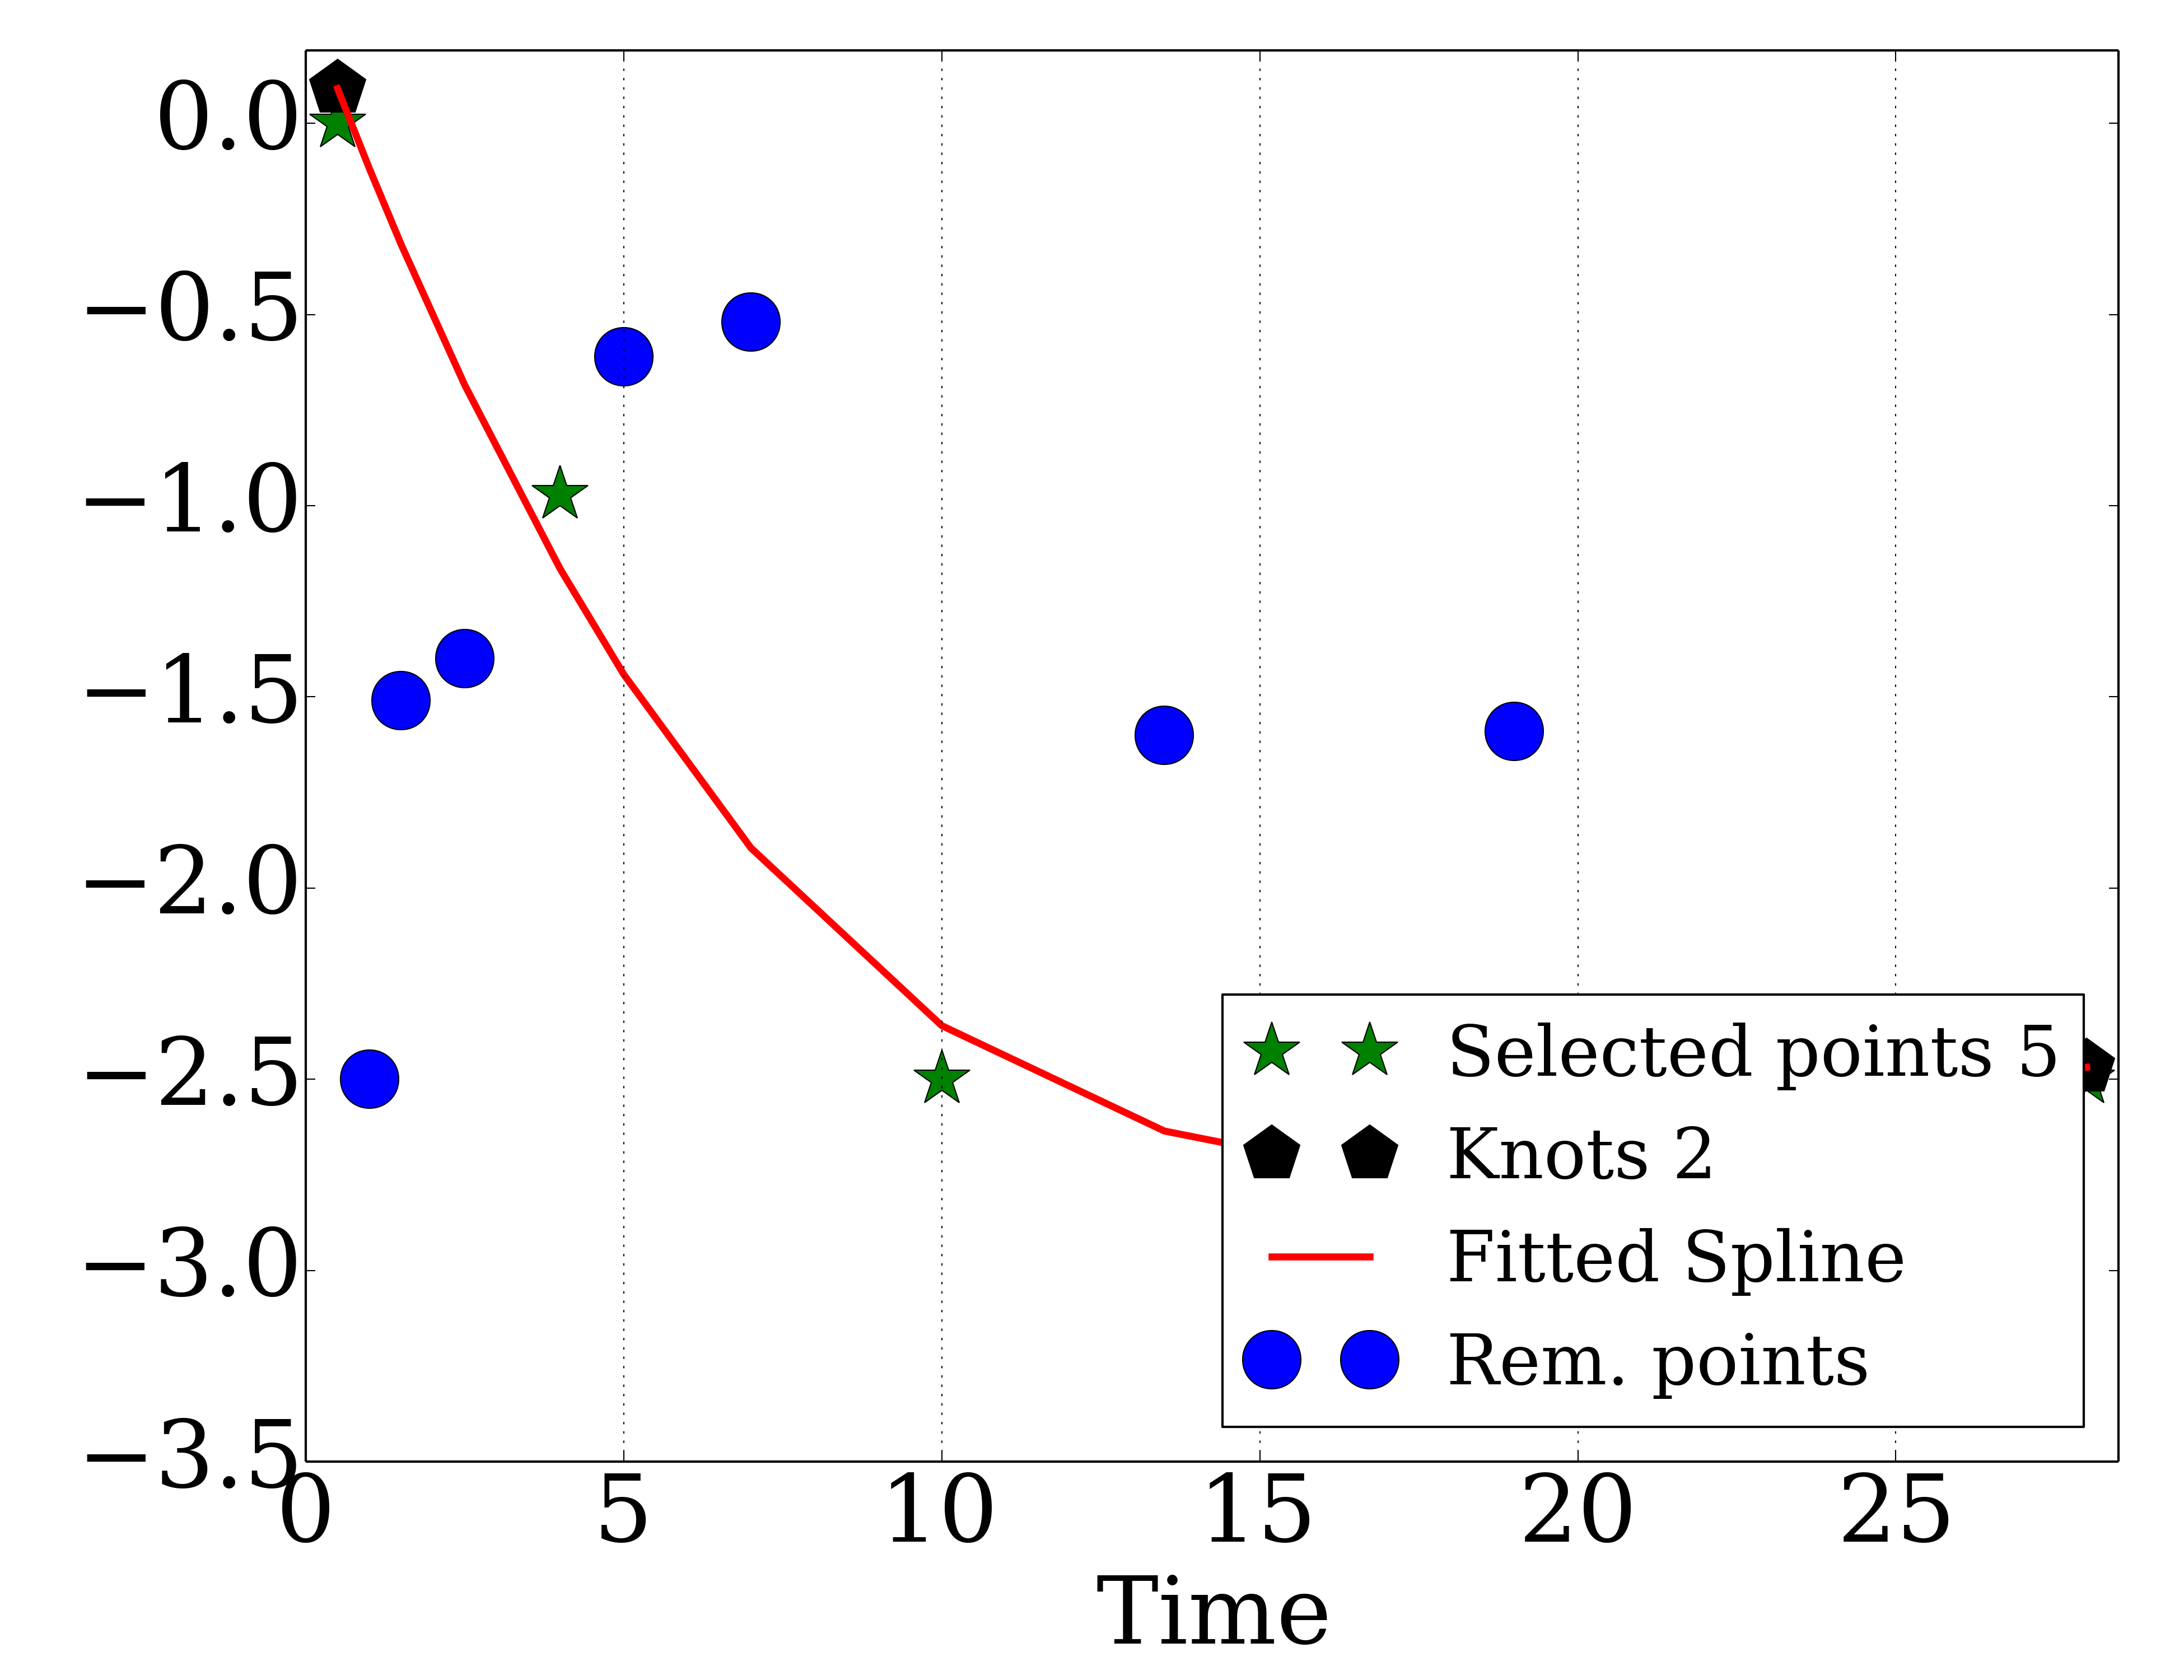 0.0
−0.5
−1.0
−1.5
−2.0
−2.5
−3.0
−3.5
Selected points 5
Knots 2
Fitted Spline
Rem. points
0 5 10 15 20 25
Time